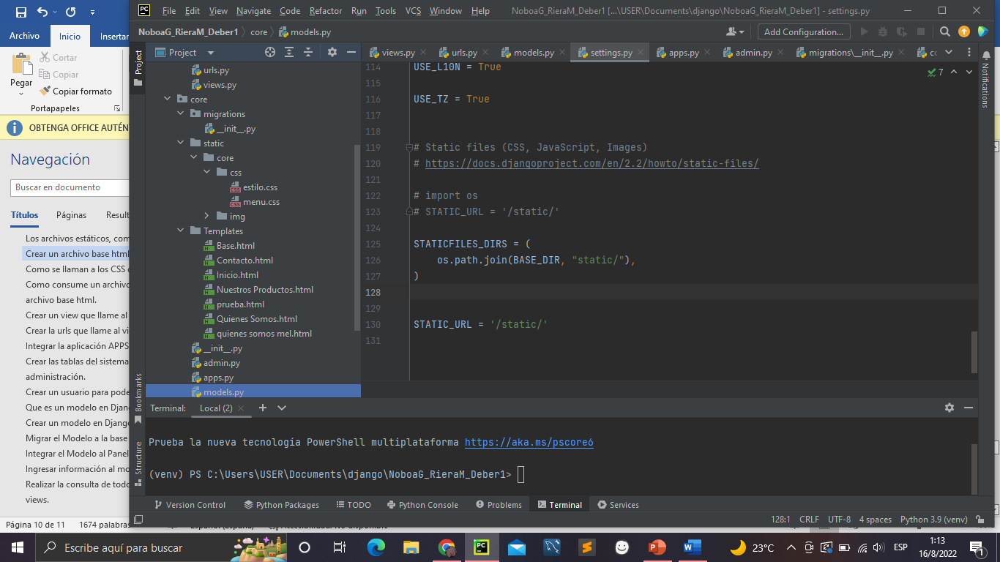 File Edit View Navigate Code Refactor Run Tools VCS Window Help NoboaG_RieraM_Deber1 [...\USER\Documents\django\NoboaG_RieraM_Deber1] - settings.py
Archivo Inicio Insertar
NoboaG_RieraM_Deber1 core models.py Add Configuration...
Project
views.py urls.py models.py settings.py apps.py admin.py migrations\__init__.py
Pegar
Cortar
Copiar
Copiar formato
Portapapeles
OBTENGA OFFICE AUTÉN
Navegación
Buscar en documento
Títulos Páginas Result
Los archivos estáticos, com
Crear un archivo base html
Como se llaman a los CSS
Como consume un archivo
archivo base html.
Crear un view que llame al
Crear la urls que llame al vi
Integrar la aplicación APPS
Crear las tablas del sistema
administración.
Crear un usuario para pode
Que es un modelo en Djan
Crear un modelo en Django
Migrar el Modelo a la base
Integrar el Modelo al Panel
Ingresar información al mo
Realizar la consulta de todo
views.
Página 10 de 11 1674 palabras
Project
Bookmarks
Structure
urls.py
views.py
core
migrations
__init__.py
static
core
css
estilo.css
menu.css
img
Templates
Base.html
Contacto.html
Inicio.html
Nuestros Productos.html
prueba.html
Quienes Somos.html
quienes somos mel.html
__init__.py
admin.py
apps.py
models.py
114 USE_L10N = True
115
116 USE_TZ = True
117
118
119 # Static files (CSS, JavaScript, Images)
120 # https://docs.djangoproject.com/en/2.2/howto/static-files/
121
122 # import os
123 # STATIC_URL = '/static/'
124
125 STATICFILES_DIRS = (
126 os.path.join(BASE_DIR, "static/"),
127 )
128
129
130 STATIC_URL = '/static/'
131
7
Notifications
Terminal: Local (2)
Prueba la nueva tecnología PowerShell multiplataforma https://aka.ms/pscore6
(venv) PS C:\Users\USER\Documents\django\NoboaG_RieraM_Deber1>
Version Control Python Packages TODO Python Console Problems Terminal Services
128:1 CRLF UTF-8 4 spaces Python 3.9 (venv)
Escribe aquí para buscar
23°C ESP 1:13
16/8/2022
1